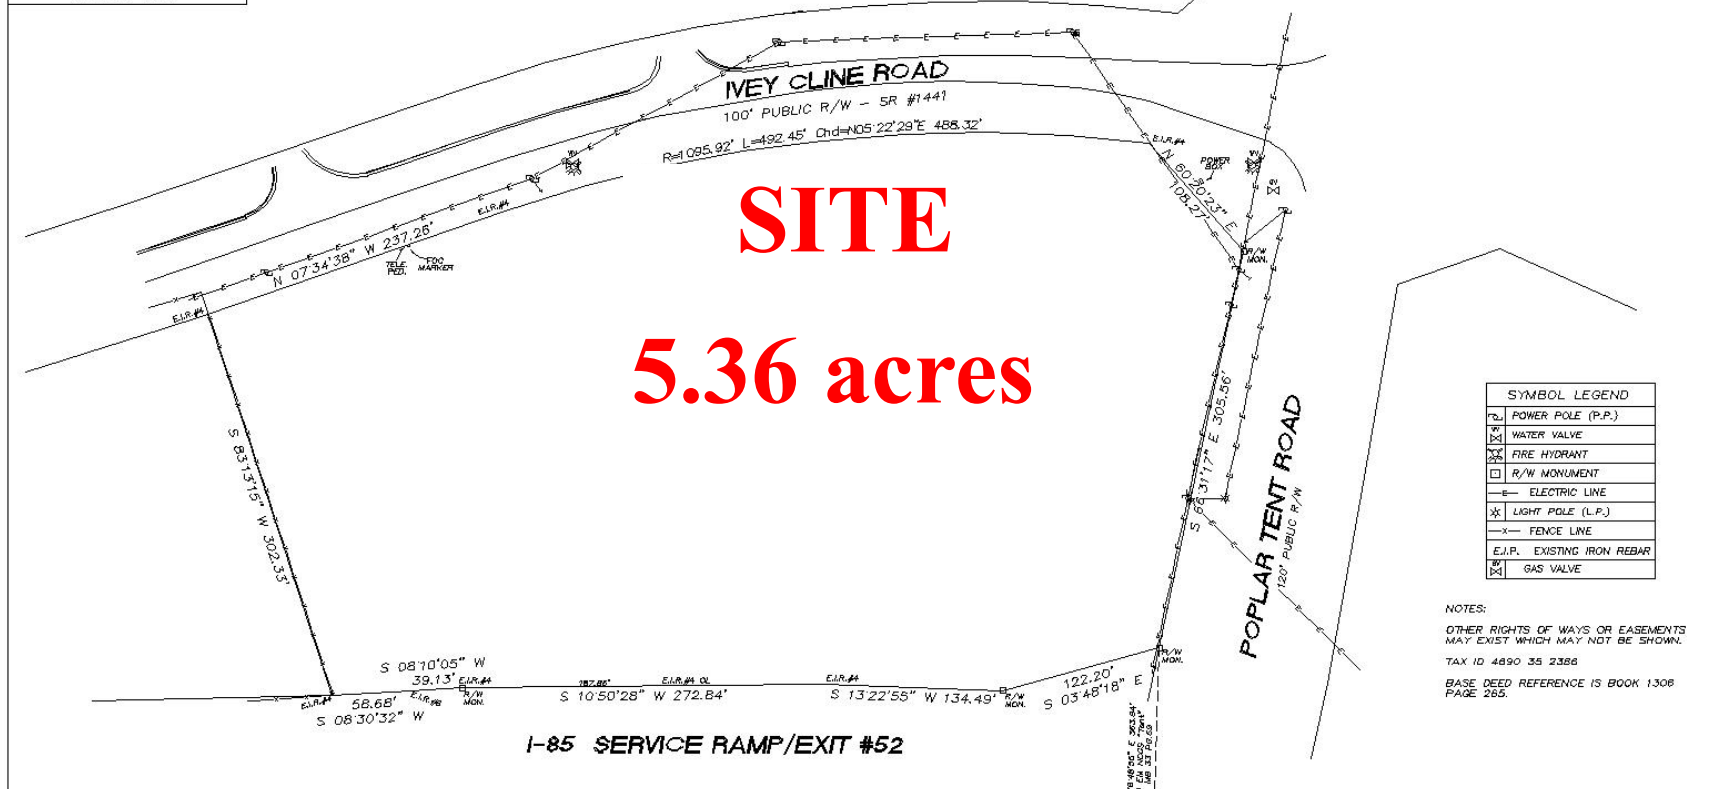 IVEY CLINE ROAD
100' PUBLIC R/W - SR #1441
R=1095.92' L=492.45' Chd=N05°22'29"E 488.32'
E.I.R.#4
N 60°20'23" E
108.27'
POWER
BOX
R/W
MON.
E.I.R.#4
N 07°34'38" W 237.26'
TELE
PED.
FOC
MARKER
E.I.R.#4
SITE
5.36 acres
S 83°13'15" W 302.33'
S 66°31'17" E 305.56'
POPLAR TENT ROAD
120' PUBLIC R/W
SYMBOL LEGEND
POWER POLE (P.P.)
WATER VALVE
FIRE HYDRANT
R/W MONUMENT
ELECTRIC LINE
LIGHT POLE (L.P.)
FENCE LINE
E.I.P. EXISTING IRON REBAR
GAS VALVE
NOTES:
OTHER RIGHTS OF WAYS OR EASEMENTS
MAY EXIST WHICH MAY NOT BE SHOWN.
TAX ID 4690 35 2386
BASE DEED REFERENCE IS BOOK 1306
PAGE 265.
S 08°10'05" W
39.13'
E.I.R.#4
R/W
MON.
E.I.R.#4
58.68'
S 08°30'32" W
E.I.R.#4 OL
S 10°50'28" W 272.84'
E.I.R.#4
S 13°22'55" W 134.49'
R/W
MON.
122.20'
S 03°48'18" E
R/W
MON.
I-85 SERVICE RAMP/EXIT #52